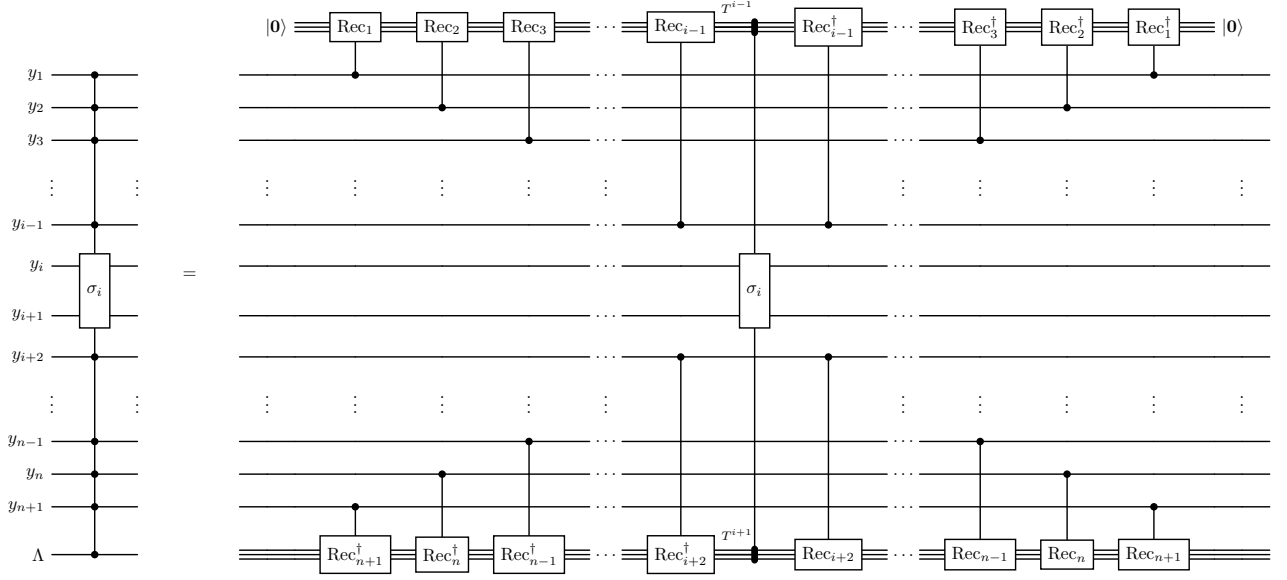 |0⟩ Rec₁ Rec₂ Rec₃ ··· Rec_{i−1} T^{i−1} Rec†_{i−1} ··· Rec†₃ Rec†₂ Rec†₁ |0⟩
y₁ ··· ···
y₂ ··· ···
y₃ ··· ···
⋮ ⋮ ⋮ ⋮ ⋮ ⋮ ⋮ ⋮ ⋮ ⋮ ⋮
y_{i−1} ··· ···
y_i ··· ···
σ_i = σ_i
y_{i+1} ··· ···
y_{i+2} ··· ···
⋮ ⋮ ⋮ ⋮ ⋮ ⋮ ⋮ ⋮ ⋮ ⋮ ⋮
y_{n−1} ··· ···
y_n ··· ···
y_{n+1} ··· ···
Λ Rec†_{n+1} Rec†_n Rec†_{n−1} ··· Rec†_{i+2} T^{i+1} Rec_{i+2} ··· Rec_{n−1} Rec_n Rec_{n+1}